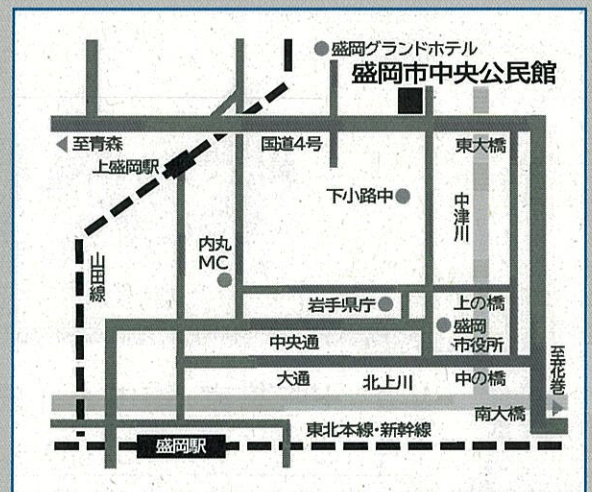 盛岡グランドホテル
盛岡市中央公民館
至青森
国道4号
東大橋
上盛岡駅
下小路中
中津川
内丸
MC
山田線
岩手県庁
上の橋
盛岡
市役所
中央通
大通
北上川
中の橋
至花巻
南大橋
東北本線・新幹線
盛岡駅